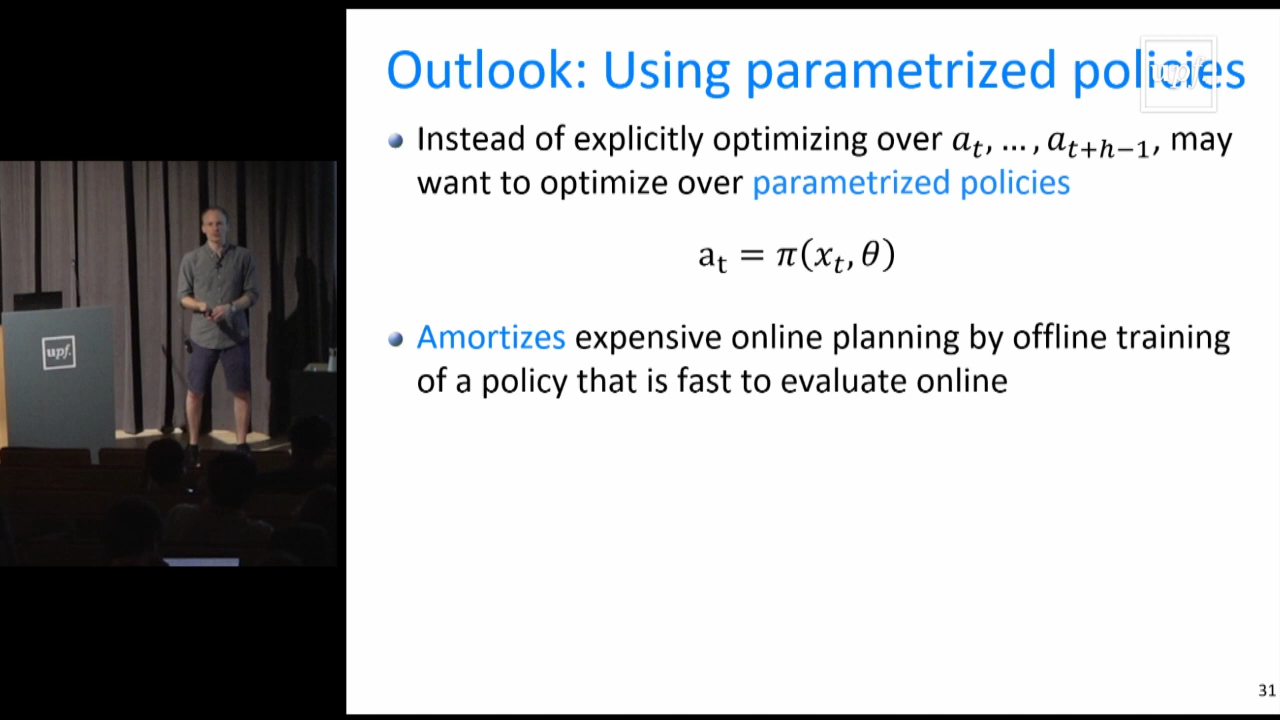 Outlook: Using parametrized policies
upf.
Instead of explicitly optimizing over a_t, … , a_{t+h−1}, may
want to optimize over parametrized policies
a_t = π(x_t, θ)
Amortizes expensive online planning by offline training
of a policy that is fast to evaluate online
upf.
31